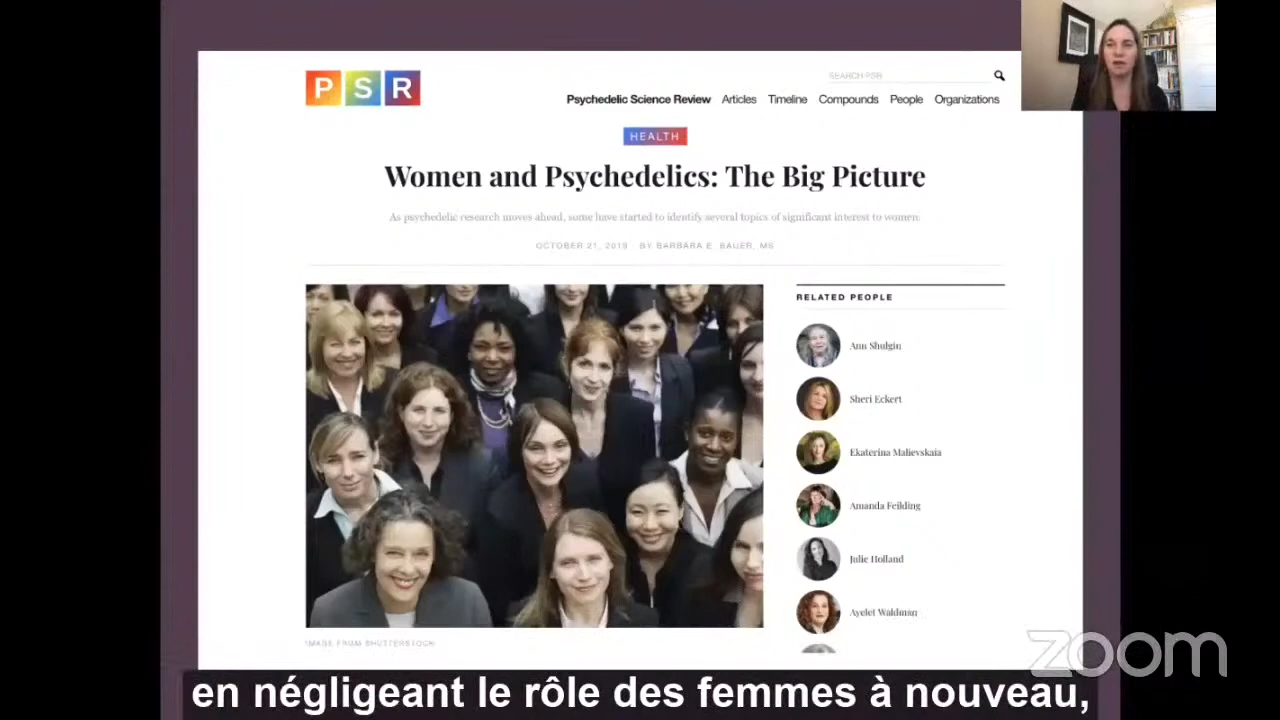 PSR
SEARCH PSR
Psychedelic Science Review Articles Timeline Compounds People Organizations
HEALTH
Women and Psychedelics: The Big Picture
As psychedelic research moves ahead, some have started to identify several topics of significant interest to women.
OCTOBER 21, 2019 BY BARBARA E. BAUER, MS
RELATED PEOPLE
Ann Shulgin
Sheri Eckert
Ekaterina Malievskaia
Amanda Feilding
Julie Holland
Ayelet Waldman
IMAGE FROM SHUTTERSTOCK
zoom
en négligeant le rôle des femmes à nouveau,